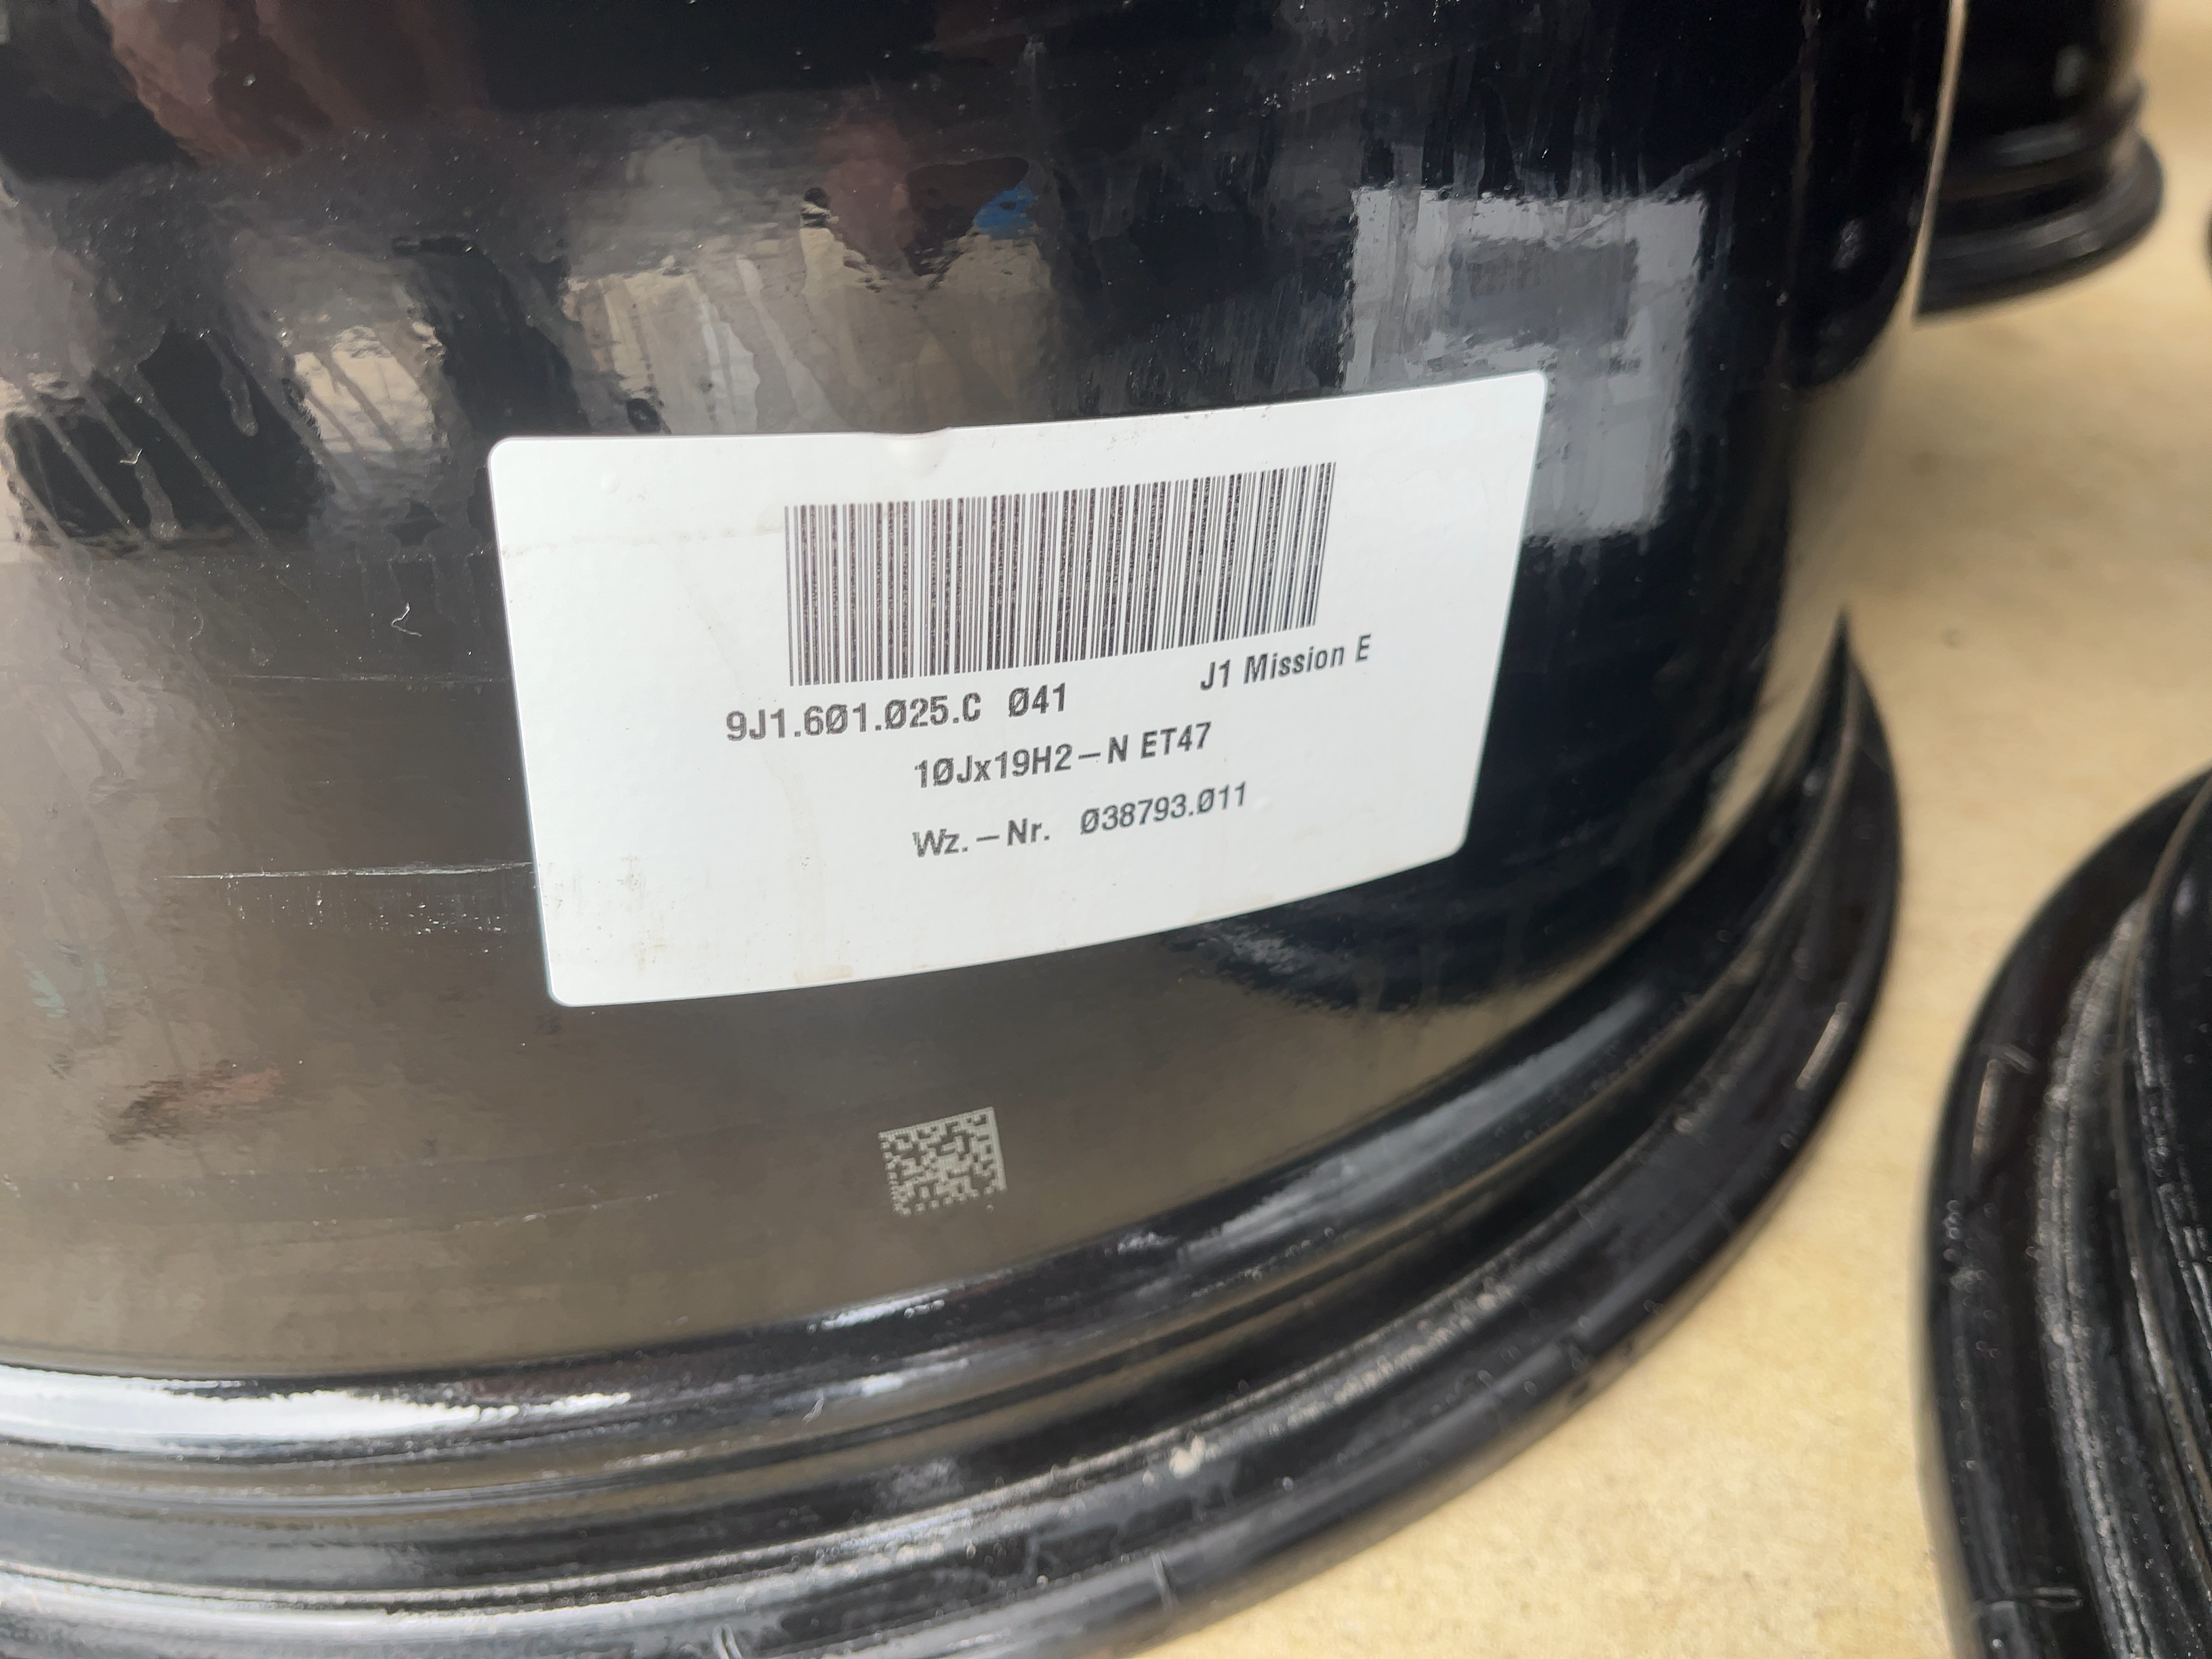 9J1.601.025.C 041 J1 Mission E
10Jx19H2–N ET47
Wz.–Nr. 038793.011